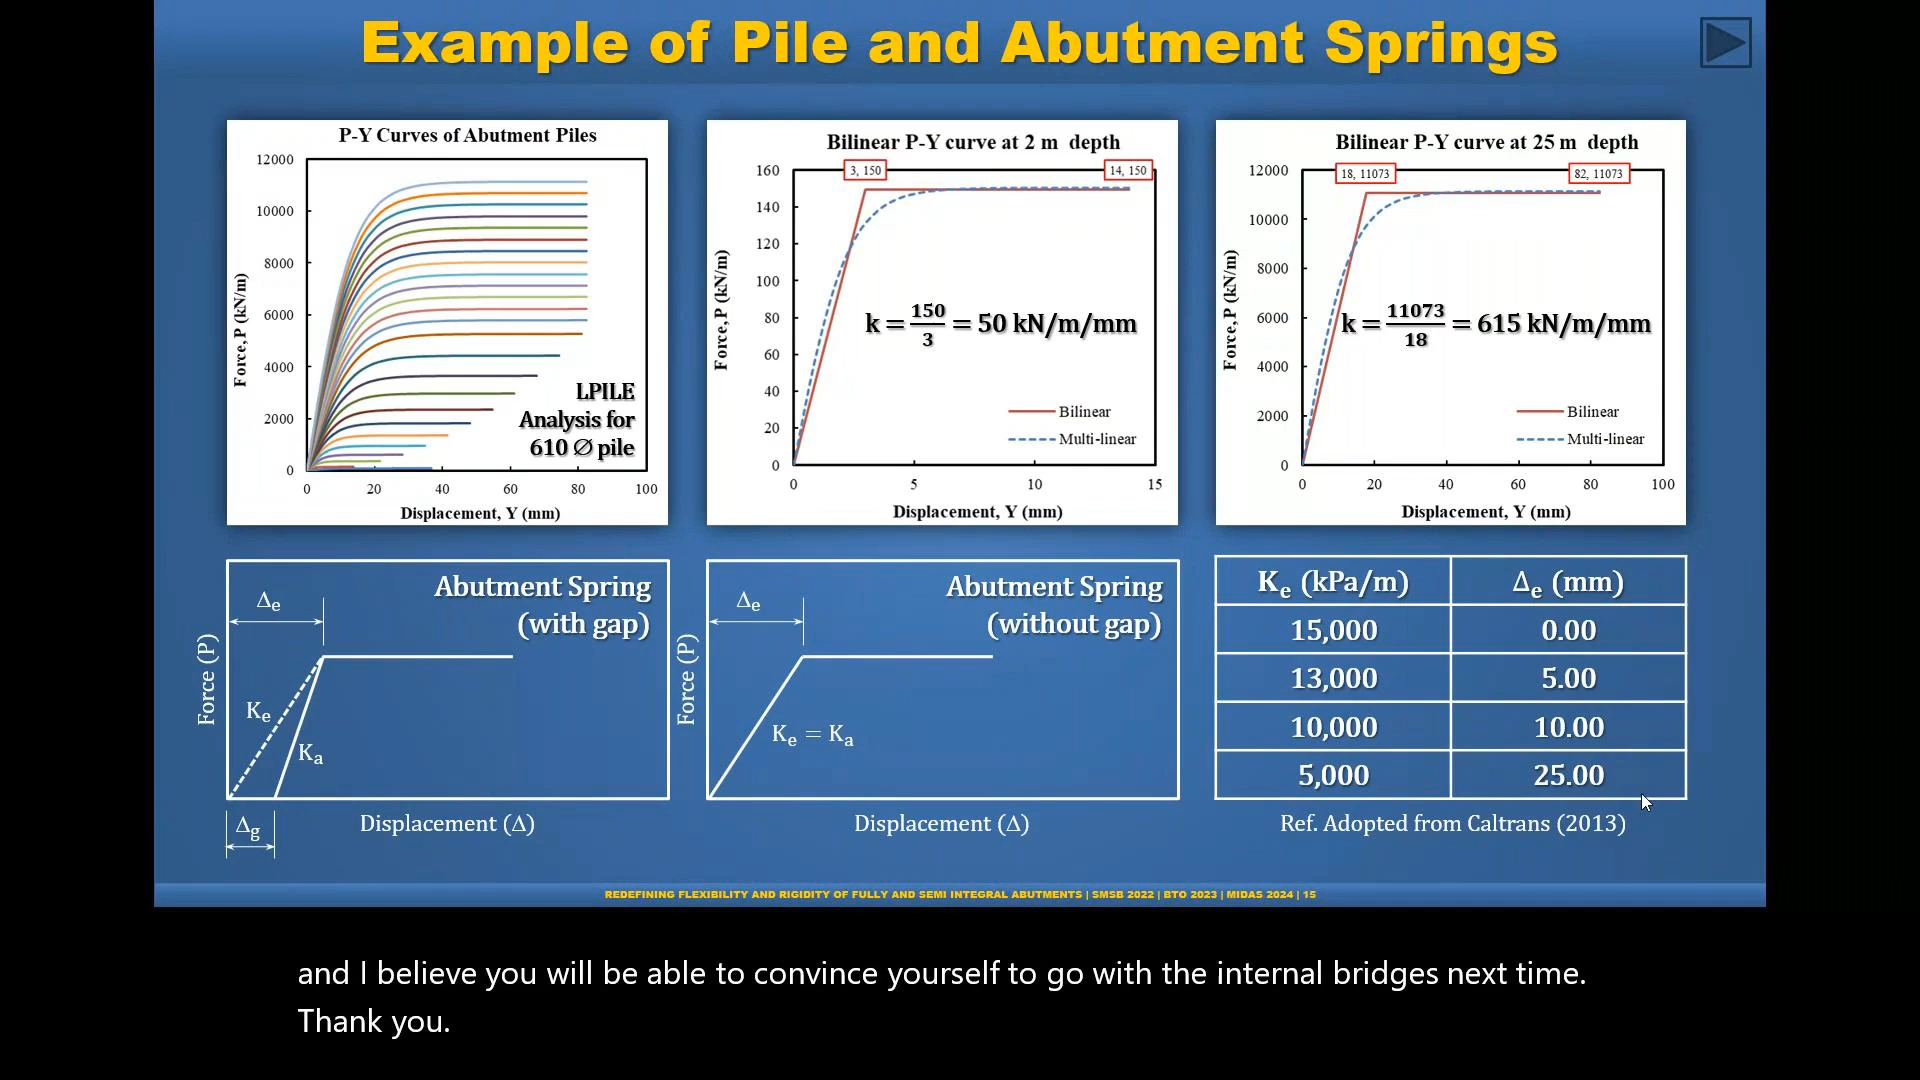 Example of Pile and Abutment Springs
P-Y Curves of Abutment Piles
12000
10000
8000
6000
4000
2000
0
Force,P (kN/m)
LPILE
Analysis for
610 ∅ pile
0 20 40 60 80 100
Displacement, Y (mm)
Bilinear P-Y curve at 2 m depth
3, 150
14, 150
160
140
120
100
80
60
40
20
0
Force,P (kN/m)
k = 150/3 = 50 kN/m/mm
Bilinear
Multi-linear
0 5 10 15
Displacement, Y (mm)
Bilinear P-Y curve at 25 m depth
18, 11073
82, 11073
12000
10000
8000
6000
4000
2000
0
Force,P (kN/m)
k = 11073/18 = 615 kN/m/mm
Bilinear
Multi-linear
0 20 40 60 80 100
Displacement, Y (mm)
Abutment Spring
(with gap)
Δe
Force (P)
Ke
Ka
Δg
Displacement (Δ)
Abutment Spring
(without gap)
Δe
Force (P)
Ke = Ka
Displacement (Δ)
Ke (kPa/m) Δe (mm)
15,000 0.00
13,000 5.00
10,000 10.00
5,000 25.00
Ref. Adopted from Caltrans (2013)
REDEFINING FLEXIBILITY AND RIGIDITY OF FULLY AND SEMI INTEGRAL ABUTMENTS | SMSB 2022 | BTO 2023 | MIDAS 2024 | 15
and I believe you will be able to convince yourself to go with the internal bridges next time.
Thank you.